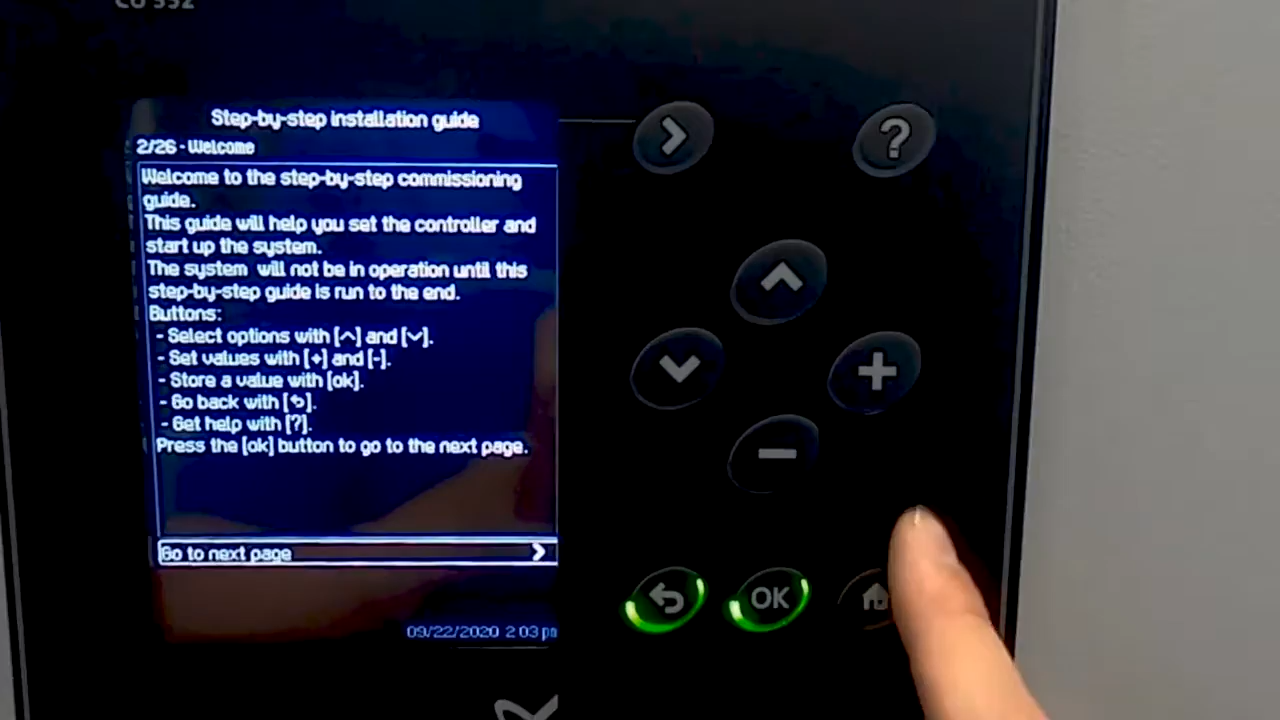 CU 352
Step-by-step installation guide
2/26 - Welcome
Welcome to the step-by-step commissioning
guide.
This guide will help you set the controller and
start up the system.
The system will not be in operation until this
step-by-step guide is run to the end.
Buttons:
- Select options with [^] and [v].
- Set values with [+] and [-].
- Store a value with [ok].
- Go back with [⮌].
- Get help with [?].
Press the [ok] button to go to the next page.
Go to next page >
09/22/2020 2:03 pm
?
OK